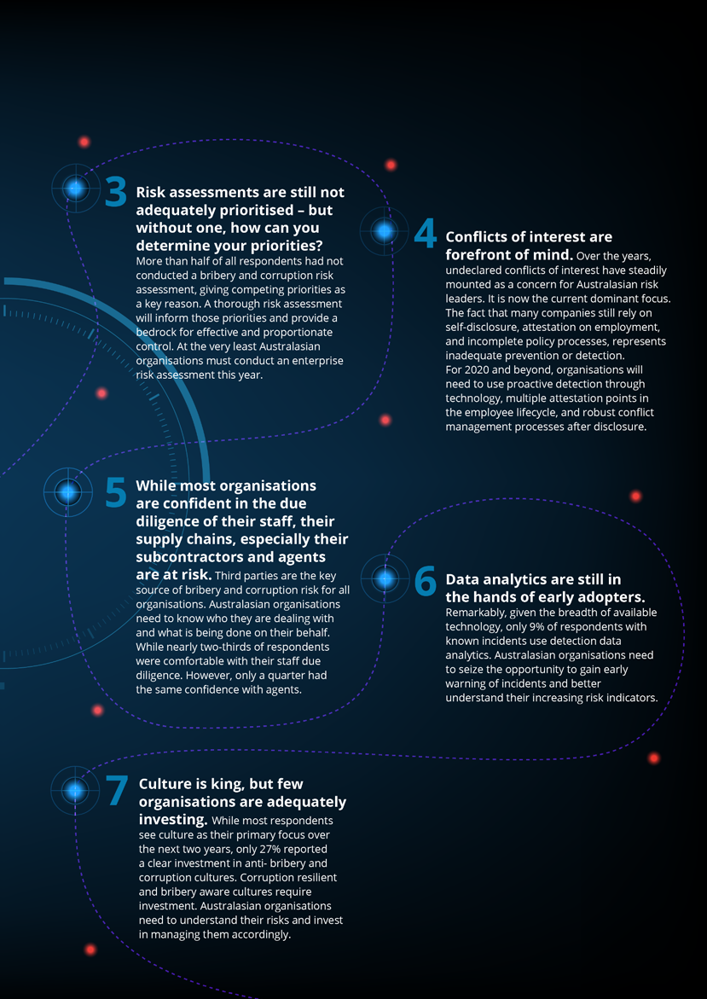 3
Risk assessments are still not
adequately prioritised – but
without one, how can you
determine your priorities?
More than half of all respondents had not
conducted a bribery and corruption risk
assessment, giving competing priorities as
a key reason. A thorough risk assessment
will inform those priorities and provide a
bedrock for effective and proportionate
control. At the very least Australasian
organisations must conduct an enterprise
risk assessment this year.
4
Conflicts of interest are
forefront of mind. Over the years,
undeclared conflicts of interest have steadily
mounted as a concern for Australasian risk
leaders. It is now the current dominant focus.
The fact that many companies still rely on
self-disclosure, attestation on employment,
and incomplete policy processes, represents
inadequate prevention or detection.
For 2020 and beyond, organisations will
need to use proactive detection through
technology, multiple attestation points in
the employee lifecycle, and robust conflict
management processes after disclosure.
5
While most organisations
are confident in the due
diligence of their staff, their
supply chains, especially their
subcontractors and agents
are at risk. Third parties are the key
source of bribery and corruption risk for all
organisations. Australasian organisations
need to know who they are dealing with
and what is being done on their behalf.
While nearly two-thirds of respondents
were comfortable with their staff due
diligence. However, only a quarter had
the same confidence with agents.
6
Data analytics are still in
the hands of early adopters.
Remarkably, given the breadth of available
technology, only 9% of respondents with
known incidents use detection data
analytics. Australasian organisations need
to seize the opportunity to gain early
warning of incidents and better
understand their increasing risk indicators.
7
Culture is king, but few
organisations are adequately
investing. While most respondents
see culture as their primary focus over
the next two years, only 27% reported
a clear investment in anti- bribery and
corruption cultures. Corruption resilient
and bribery aware cultures require
investment. Australasian organisations
need to understand their risks and invest
in managing them accordingly.